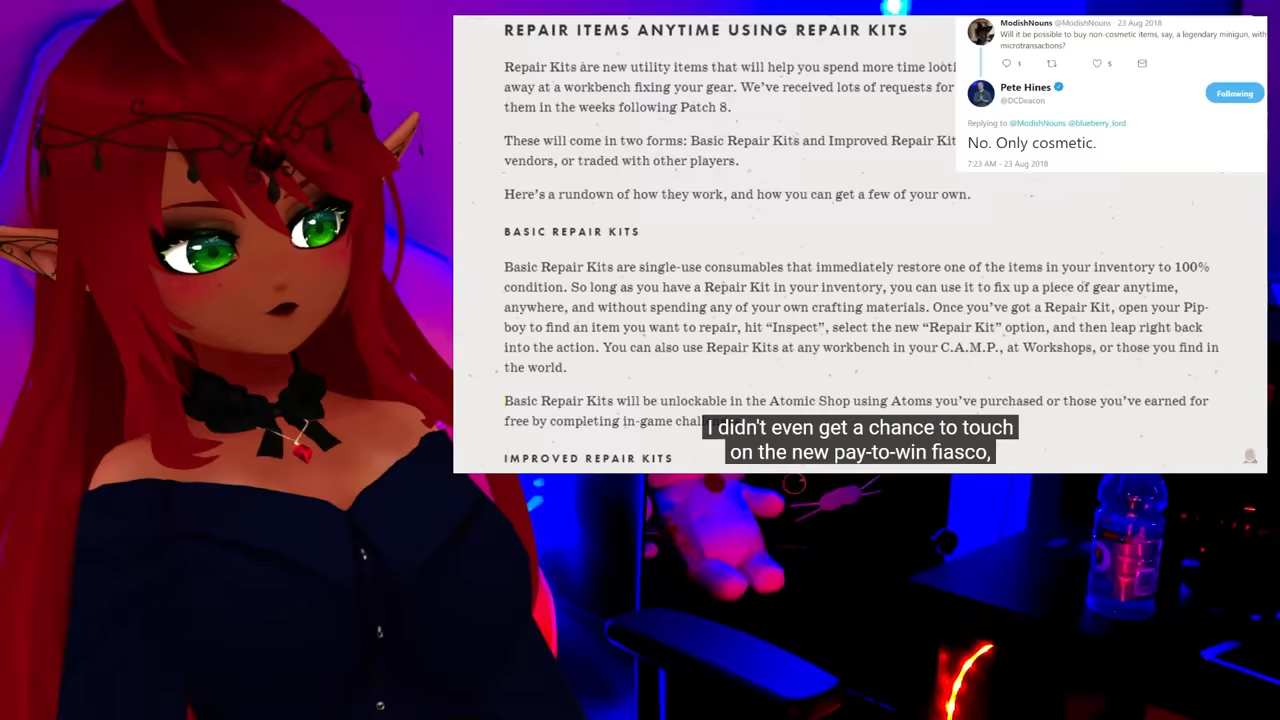 REPAIR ITEMS ANYTIME USING REPAIR KITS
Repair Kits are new utility items that will help you spend more time looti
away at a workbench fixing your gear. We've received lots of requests for
them in the weeks following Patch 8.
These will come in two forms: Basic Repair Kits and Improved Repair Kit
vendors, or traded with other players.
Here's a rundown of how they work, and how you can get a few of your own.
BASIC REPAIR KITS
Basic Repair Kits are single-use consumables that immediately restore one of the items in your inventory to 100%
condition. So long as you have a Repair Kit in your inventory, you can use it to fix up a piece of gear anytime,
anywhere, and without spending any of your own crafting materials. Once you've got a Repair Kit, open your Pip-
boy to find an item you want to repair, hit "Inspect", select the new "Repair Kit" option, and then leap right back
into the action. You can also use Repair Kits at any workbench in your C.A.M.P., at Workshops, or those you find in
the world.
Basic Repair Kits will be unlockable in the Atomic Shop using Atoms you've purchased or those you've earned for
free by completing in-game chal
IMPROVED REPAIR KITS
ModishNouns @ModishNouns · 23 Aug 2018
Will it be possible to buy non-cosmetic items, say, a legendary minigun, with
microtransactions?
1 5
Pete Hines
@DCDeacon
Following
Replying to @ModishNouns @blueberry_lord
No. Only cosmetic.
7:23 AM - 23 Aug 2018
I didn't even get a chance to touch
on the new pay-to-win fiasco,